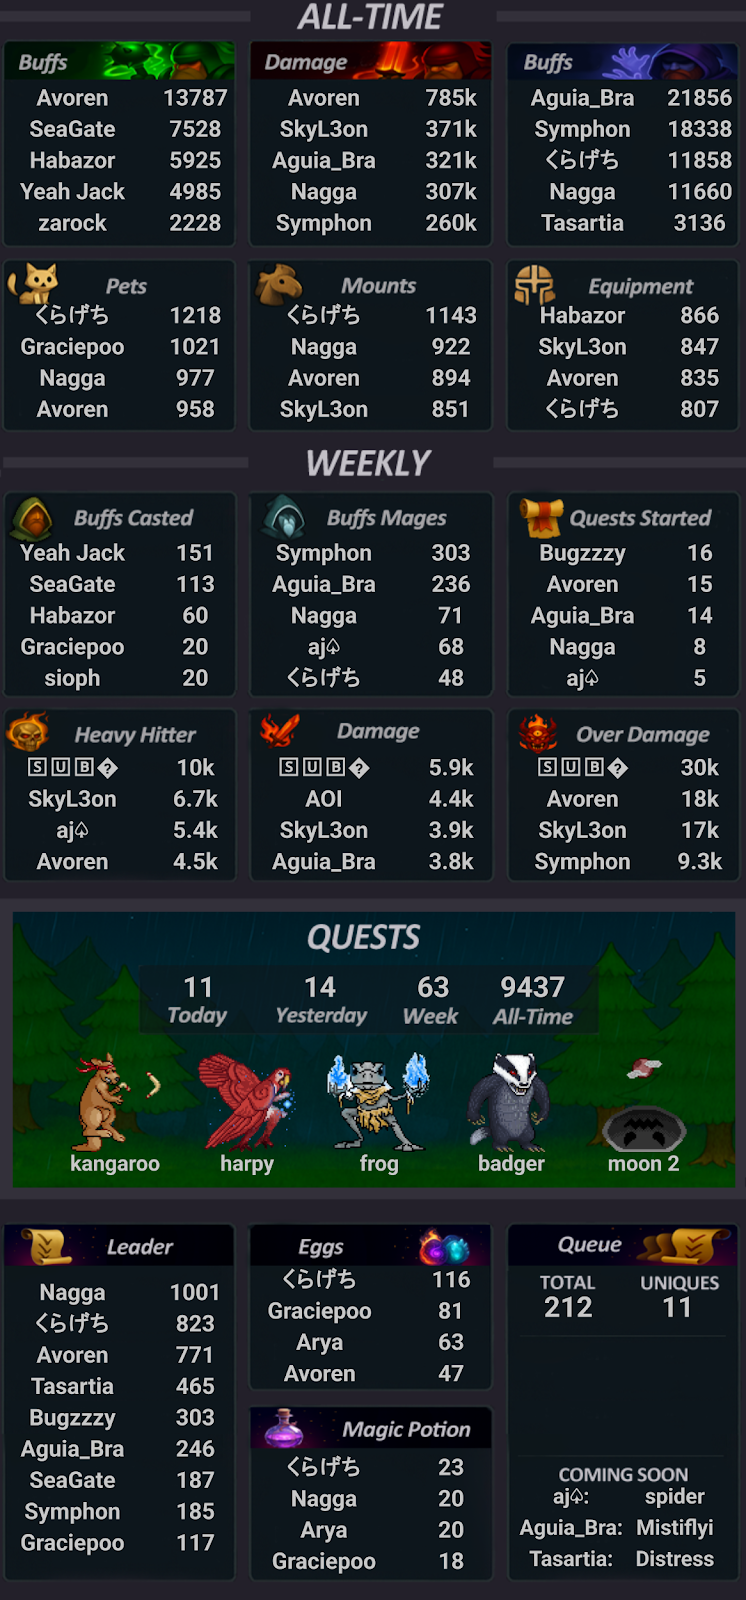 ALL-TIME
Buffs
Avoren 13787
SeaGate 7528
Habazor 5925
Yeah Jack 4985
zarock 2228
Damage
Avoren 785k
SkyL3on 371k
Aguia_Bra 321k
Nagga 307k
Symphon 260k
Buffs
Aguia_Bra 21856
Symphon 18338
くらげち 11858
Nagga 11660
Tasartia 3136
Pets
くらげち 1218
Graciepoo 1021
Nagga 977
Avoren 958
Mounts
くらげち 1143
Nagga 922
Avoren 894
SkyL3on 851
Equipment
Habazor 866
SkyL3on 847
Avoren 835
くらげち 807
WEEKLY
Buffs Casted
Yeah Jack 151
SeaGate 113
Habazor 60
Graciepoo 20
sioph 20
Buffs Mages
Symphon 303
Aguia_Bra 236
Nagga 71
aj♤ 68
くらげち 48
Quests Started
Bugzzzy 16
Avoren 15
Aguia_Bra 14
Nagga 8
aj♤ 5
Heavy Hitter
🅂🅄🄱� 10k
SkyL3on 6.7k
aj♤ 5.4k
Avoren 4.5k
Damage
🅂🅄🄱� 5.9k
AOI 4.4k
SkyL3on 3.9k
Aguia_Bra 3.8k
Over Damage
🅂🅄🄱� 30k
Avoren 18k
SkyL3on 17k
Symphon 9.3k
QUESTS
11 14 63 9437
Today Yesterday Week All-Time
kangaroo harpy frog badger moon 2
Leader
Nagga 1001
くらげち 823
Avoren 771
Tasartia 465
Bugzzzy 303
Aguia_Bra 246
SeaGate 187
Symphon 185
Graciepoo 117
Eggs
くらげち 116
Graciepoo 81
Arya 63
Avoren 47
Magic Potion
くらげち 23
Nagga 20
Arya 20
Graciepoo 18
Queue
TOTAL UNIQUES
212 11
COMING SOON
aj♤: spider
Aguia_Bra: Mistiflyi
Tasartia: Distress